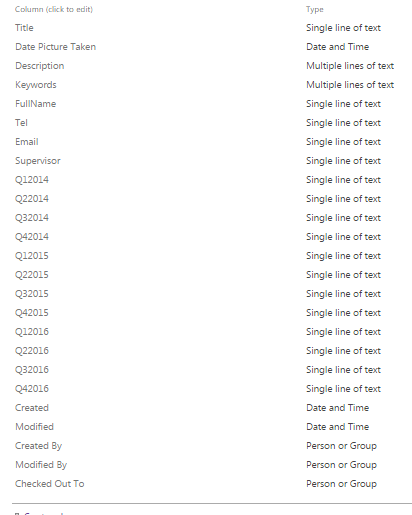 Column (click to edit) Type
Title Single line of text
Date Picture Taken Date and Time
Description Multiple lines of text
Keywords Multiple lines of text
FullName Single line of text
Tel Single line of text
Email Single line of text
Supervisor Single line of text
Q12014 Single line of text
Q22014 Single line of text
Q32014 Single line of text
Q42014 Single line of text
Q12015 Single line of text
Q22015 Single line of text
Q32015 Single line of text
Q42015 Single line of text
Q12016 Single line of text
Q22016 Single line of text
Q32016 Single line of text
Q42016 Single line of text
Created Date and Time
Modified Date and Time
Created By Person or Group
Modified By Person or Group
Checked Out To Person or Group